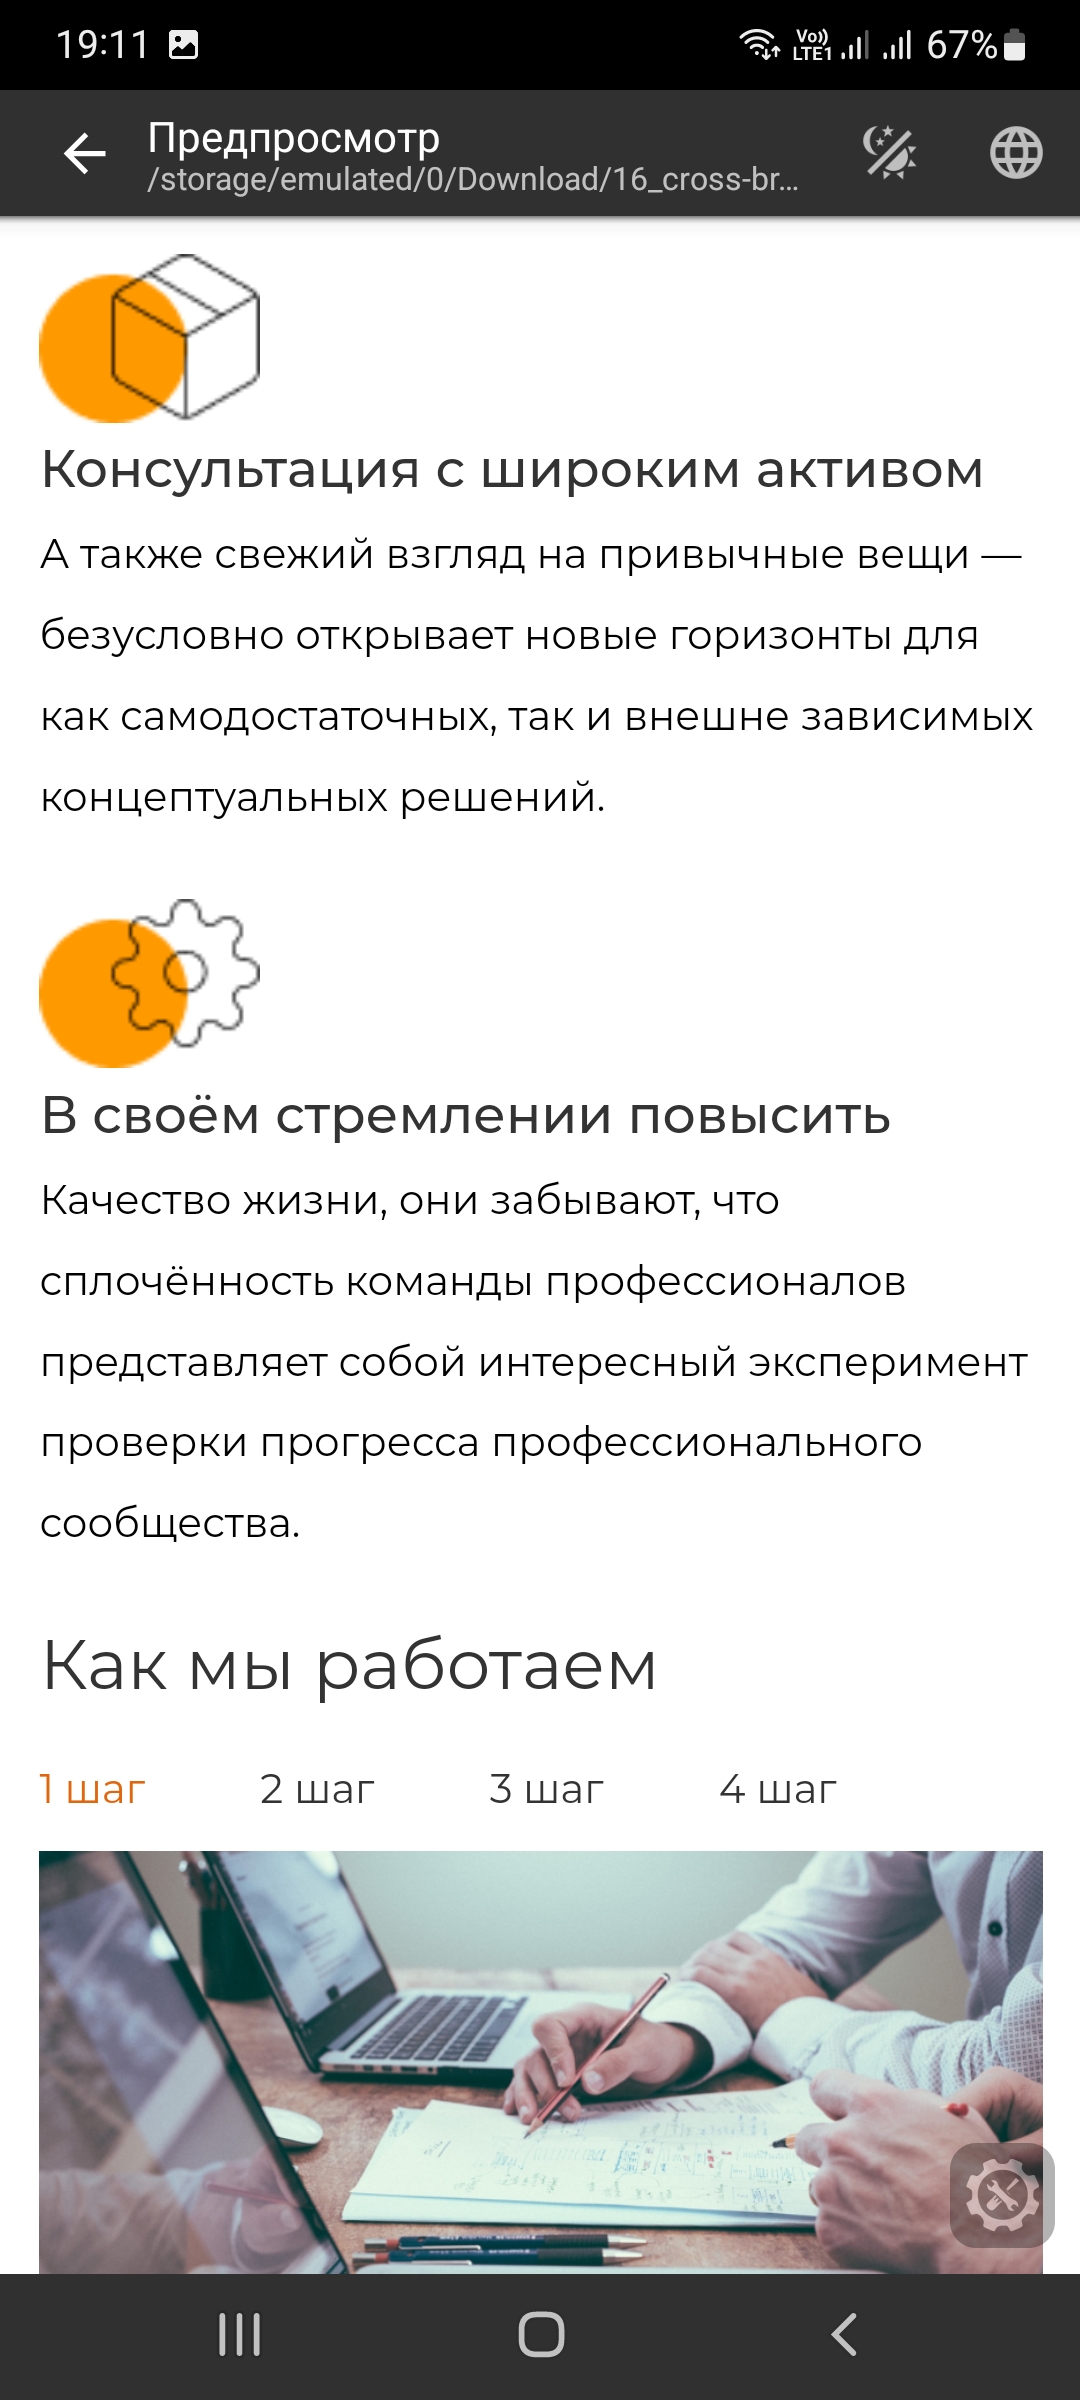 19:11
Vo)) LTE1 67%
Предпросмотр
/storage/emulated/0/Download/16_cross-br...
Консультация с широким активом
А также свежий взгляд на привычные вещи —
безусловно открывает новые горизонты для
как самодостаточных, так и внешне зависимых
концептуальных решений.
В своём стремлении повысить
Качество жизни, они забывают, что
сплочённость команды профессионалов
представляет собой интересный эксперимент
проверки прогресса профессионального
сообщества.
Как мы работаем
1 шаг 2 шаг 3 шаг 4 шаг